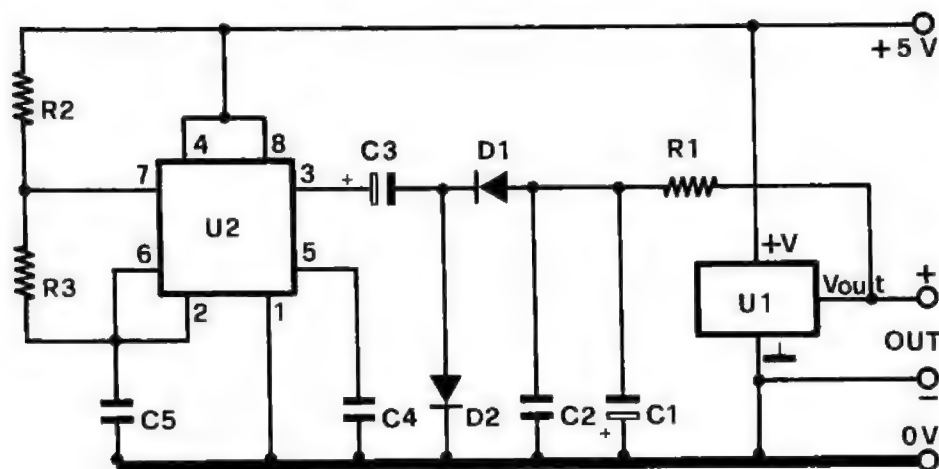 +5 V
R2
4
8
C3
D1
R1
7
3
+
U2
+V
6
5
R3
Vout
+
2
1
U1
OUT
−
C5
C4
D2
C2
C1
+
0V